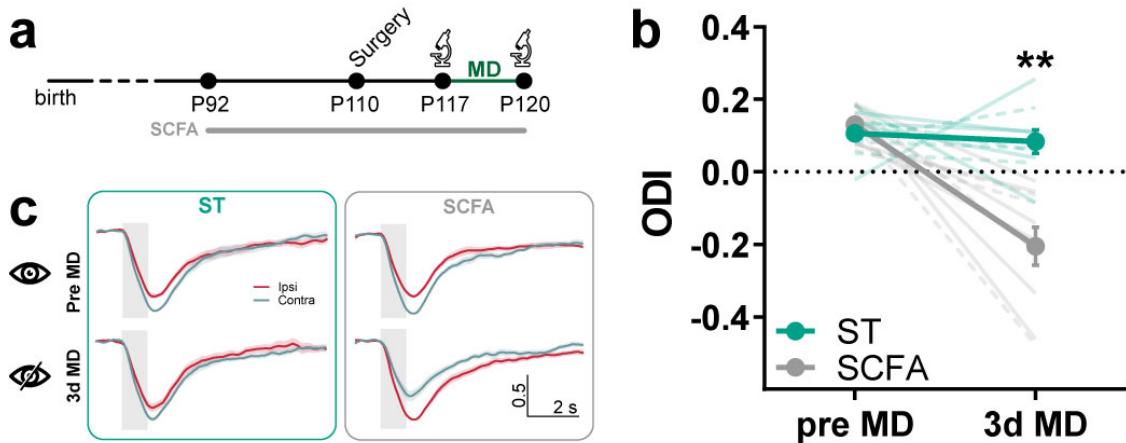 a
Surgery
MD
birth
P92 P110 P117 P120
SCFA
b
0.4
**
0.2
0.0
-0.2
-0.4
ODI
ST
SCFA
pre MD 3d MD
c
ST SCFA
Pre MD
Ipsi
Contra
3d MD
0.5
2 s